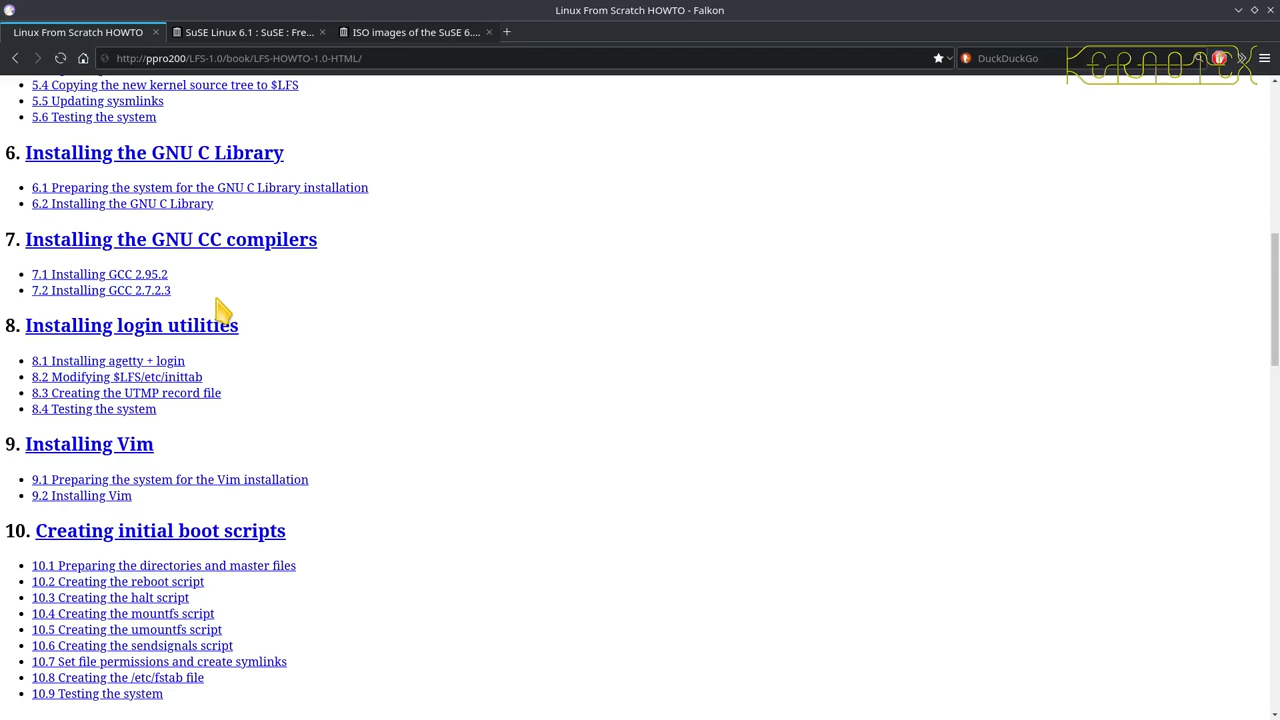 Linux From Scratch HOWTO - Falkon
Linux From Scratch HOWTO
SuSE Linux 6.1 : SuSE : Fre...
ISO images of the SuSE 6....
http://ppro200/LFS-1.0/book/LFS-HOWTO-1.0-HTML/
DuckDuckGo
5.4 Copying the new kernel source tree to $LFS
5.5 Updating sysmlinks
5.6 Testing the system
6. Installing the GNU C Library
6.1 Preparing the system for the GNU C Library installation
6.2 Installing the GNU C Library
7. Installing the GNU CC compilers
7.1 Installing GCC 2.95.2
7.2 Installing GCC 2.7.2.3
8. Installing login utilities
8.1 Installing agetty + login
8.2 Modifying $LFS/etc/inittab
8.3 Creating the UTMP record file
8.4 Testing the system
9. Installing Vim
9.1 Preparing the system for the Vim installation
9.2 Installing Vim
10. Creating initial boot scripts
10.1 Preparing the directories and master files
10.2 Creating the reboot script
10.3 Creating the halt script
10.4 Creating the mountfs script
10.5 Creating the umountfs script
10.6 Creating the sendsignals script
10.7 Set file permissions and create symlinks
10.8 Creating the /etc/fstab file
10.9 Testing the system